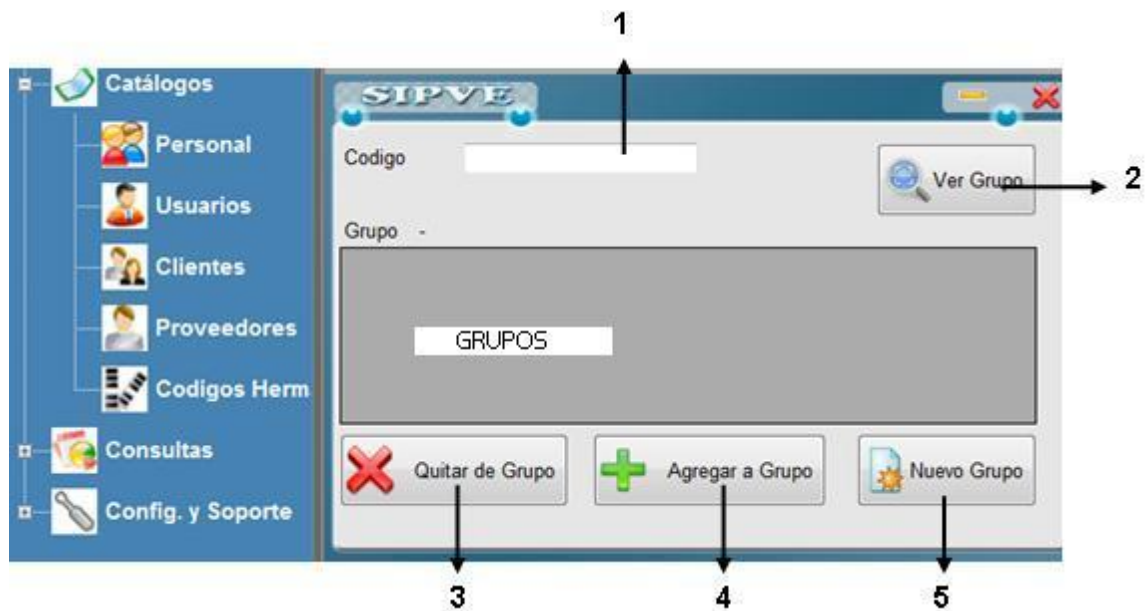 1
Catálogos
SIPVE
Personal
Codigo
Ver Grupo
2
Usuarios
Grupo -
Clientes
Proveedores
GRUPOS
Codigos Herm
Consultas
Quitar de Grupo
Agregar a Grupo
Nuevo Grupo
Config. y Soporte
3
4
5